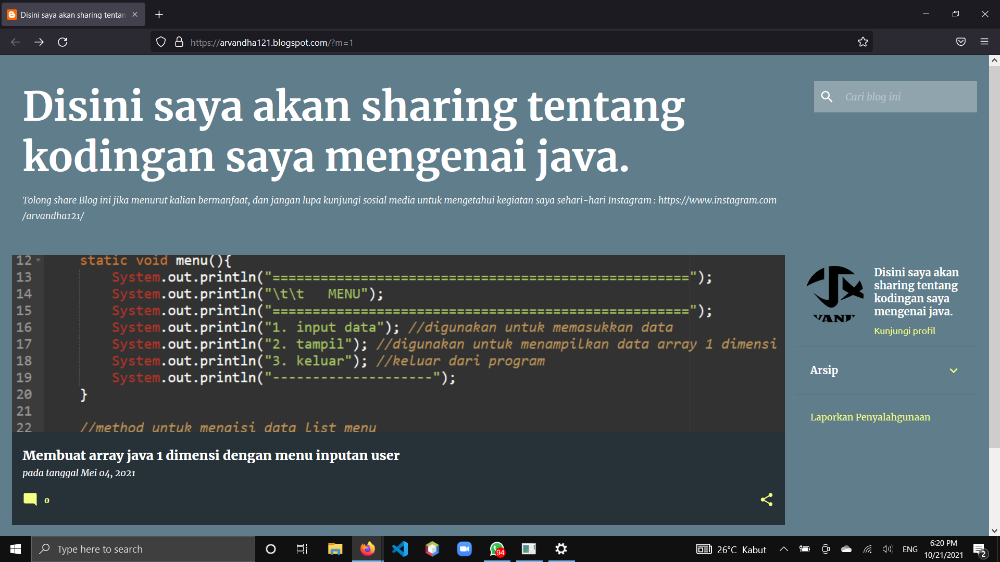 Disini saya akan sharing tentan
https://arvandha121.blogspot.com/?m=1
Disini saya akan sharing tentang
kodingan saya mengenai java.
Cari blog ini
Tolong share Blog ini jika menurut kalian bermanfaat, dan jangan lupa kunjungi sosial media untuk mengetahui kegiatan saya sehari-hari Instagram : https://www.instagram.com
/arvandha121/
12 static void menu(){
13 System.out.println("====================================================");
14 System.out.println("\t\t   MENU");
15 System.out.println("====================================================");
16 System.out.println("1. input data"); //digunakan untuk memasukkan data
17 System.out.println("2. tampil"); //digunakan untuk menampilkan data array 1 dimensi
18 System.out.println("3. keluar"); //keluar dari program
19 System.out.println("--------------------");
20 }
21
22 //method untuk mengisi data list menu
Disini saya akan
sharing tentang
kodingan saya
mengenai java.
Kunjungi profil
Arsip
Laporkan Penyalahgunaan
Membuat array java 1 dimensi dengan menu inputan user
pada tanggal Mei 04, 2021
0
Type here to search
94
26°C Kabut
ENG
6:20 PM
10/21/2021
2